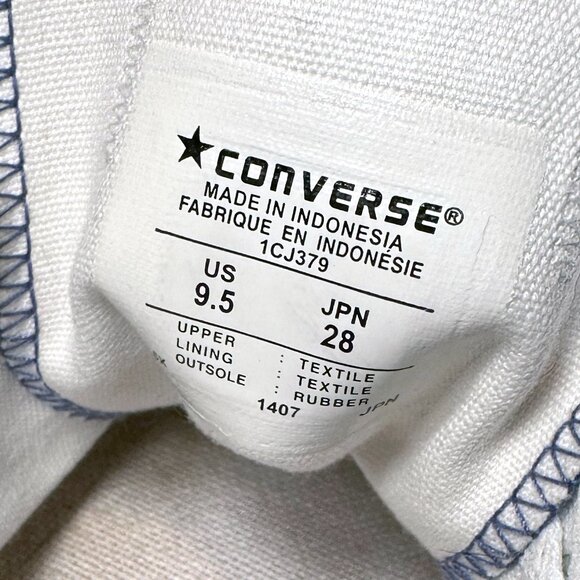 ★CONVERSE®
MADE IN INDONESIA
FABRIQUE EN INDONÉSIE
1CJ379
US JPN
9.5 28
UPPER : TEXTILE
LINING : TEXTILE
OUTSOLE : RUBBER
1407 JPN